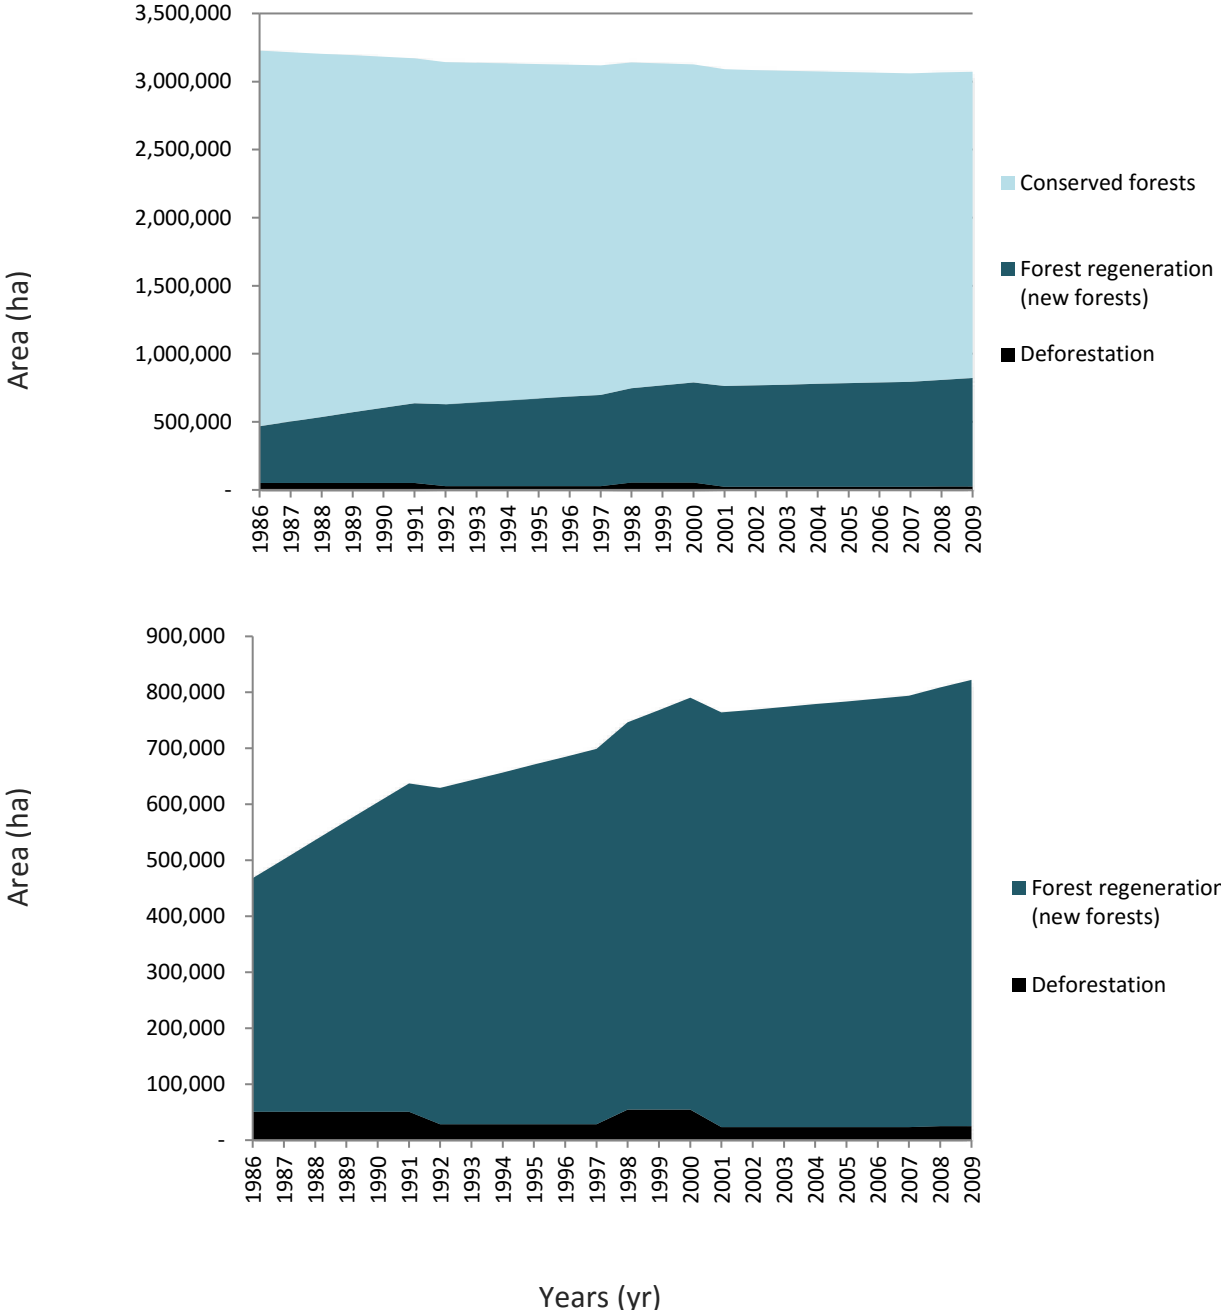 3,500,000
3,000,000
2,500,000
2,000,000
1,500,000
1,000,000
500,000
-
Area (ha)
1986 1987 1988 1989 1990 1991 1992 1993 1994 1995 1996 1997 1998 1999 2000 2001 2002 2003 2004 2005 2006 2007 2008 2009
Conserved forests
Forest regeneration
(new forests)
Deforestation
900,000
800,000
700,000
600,000
500,000
400,000
300,000
200,000
100,000
-
Area (ha)
1986 1987 1988 1989 1990 1991 1992 1993 1994 1995 1996 1997 1998 1999 2000 2001 2002 2003 2004 2005 2006 2007 2008 2009
Forest regeneration
(new forests)
Deforestation
Years (yr)